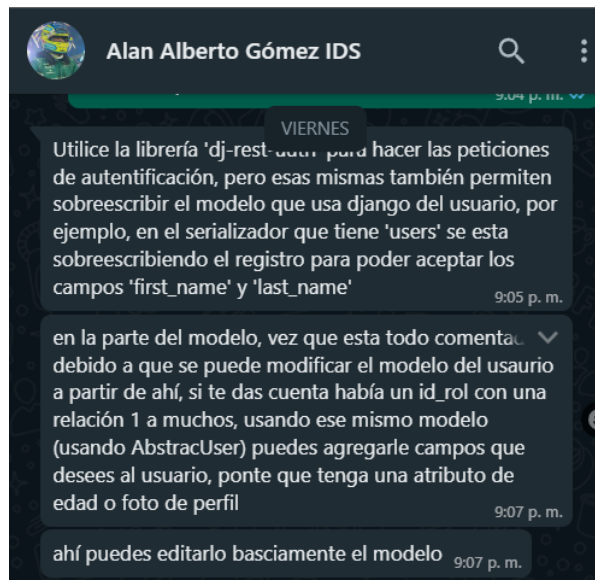 Alan Alberto Gómez IDS
9:04 p. m.
VIERNES
Utilice la librería 'dj-rest-auth' para hacer las peticiones
de autentificación, pero esas mismas también permiten
sobreescribir el modelo que usa django del usuario, por
ejemplo, en el serializador que tiene 'users' se esta
sobreescribiendo el registro para poder aceptar los
campos 'first_name' y 'last_name'
9:05 p. m.
en la parte del modelo, vez que esta todo
debido a que se puede modificar el modelo del usaurio
a partir de ahí, si te das cuenta había un id_rol con una
relación 1 a muchos, usando ese mismo modelo
(usando AbstracUser) puedes agregarle campos que
desees al usuario, ponte que tenga una atributo de
edad o foto de perfil
9:07 p. m.
ahí puedes editarlo basciamente el modelo
9:07 p. m.